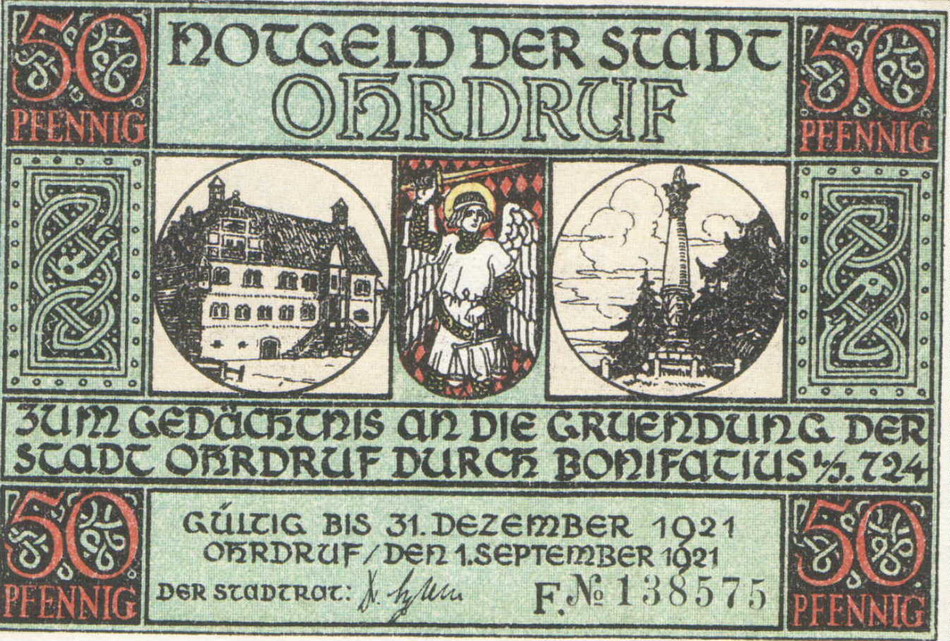 50 PFENNIG
NOTGELD DER STADT
OHRDRUF
50 PFENNIG
ZUM GEDÄCHTNIS AN DIE GRUENDUNG DER
STADT OHRDRUF DURCH BONIFATIUS i/J. 724
50 PFENNIG
GÜLTIG BIS 31. DEZEMBER 1921
OHRDRUF/DEN 1. SEPTEMBER 1921
DER STADTRAT:
F. № 138575
50 PFENNIG